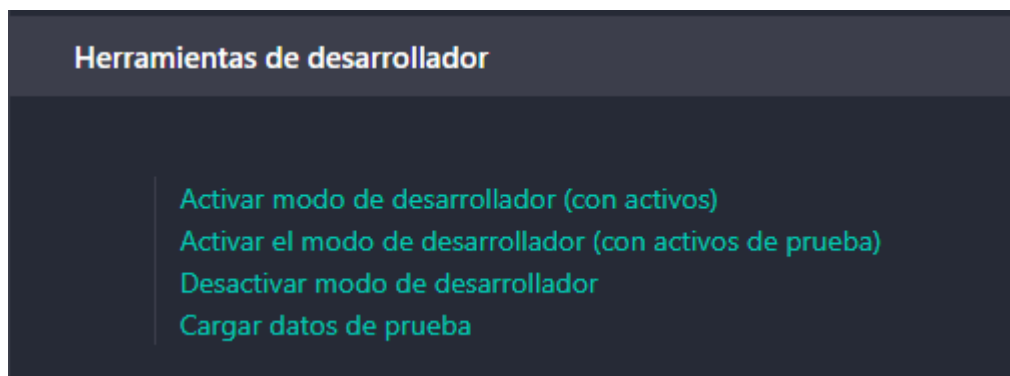 Herramientas de desarrollador
Activar modo de desarrollador (con activos)
Activar el modo de desarrollador (con activos de prueba)
Desactivar modo de desarrollador
Cargar datos de prueba